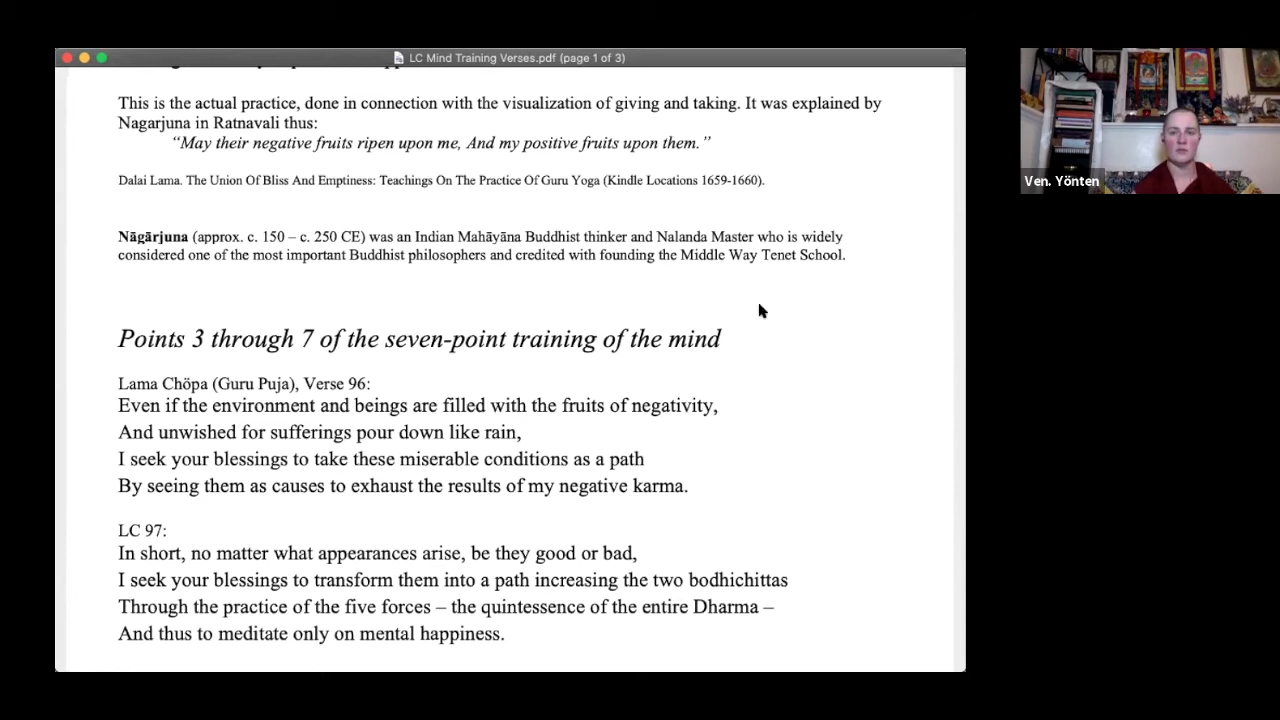 LC Mind Training Verses.pdf (page 1 of 3)
This is the actual practice, done in connection with the visualization of giving and taking. It was explained by
Nagarjuna in Ratnavali thus:
“May their negative fruits ripen upon me, And my positive fruits upon them.”
Dalai Lama. The Union Of Bliss And Emptiness: Teachings On The Practice Of Guru Yoga (Kindle Locations 1659-1660).
Nāgārjuna (approx. c. 150 – c. 250 CE) was an Indian Mahāyāna Buddhist thinker and Nalanda Master who is widely
considered one of the most important Buddhist philosophers and credited with founding the Middle Way Tenet School.
Points 3 through 7 of the seven-point training of the mind
Lama Chöpa (Guru Puja), Verse 96:
Even if the environment and beings are filled with the fruits of negativity,
And unwished for sufferings pour down like rain,
I seek your blessings to take these miserable conditions as a path
By seeing them as causes to exhaust the results of my negative karma.
LC 97:
In short, no matter what appearances arise, be they good or bad,
I seek your blessings to transform them into a path increasing the two bodhichittas
Through the practice of the five forces – the quintessence of the entire Dharma –
And thus to meditate only on mental happiness.
Ven. Yönten